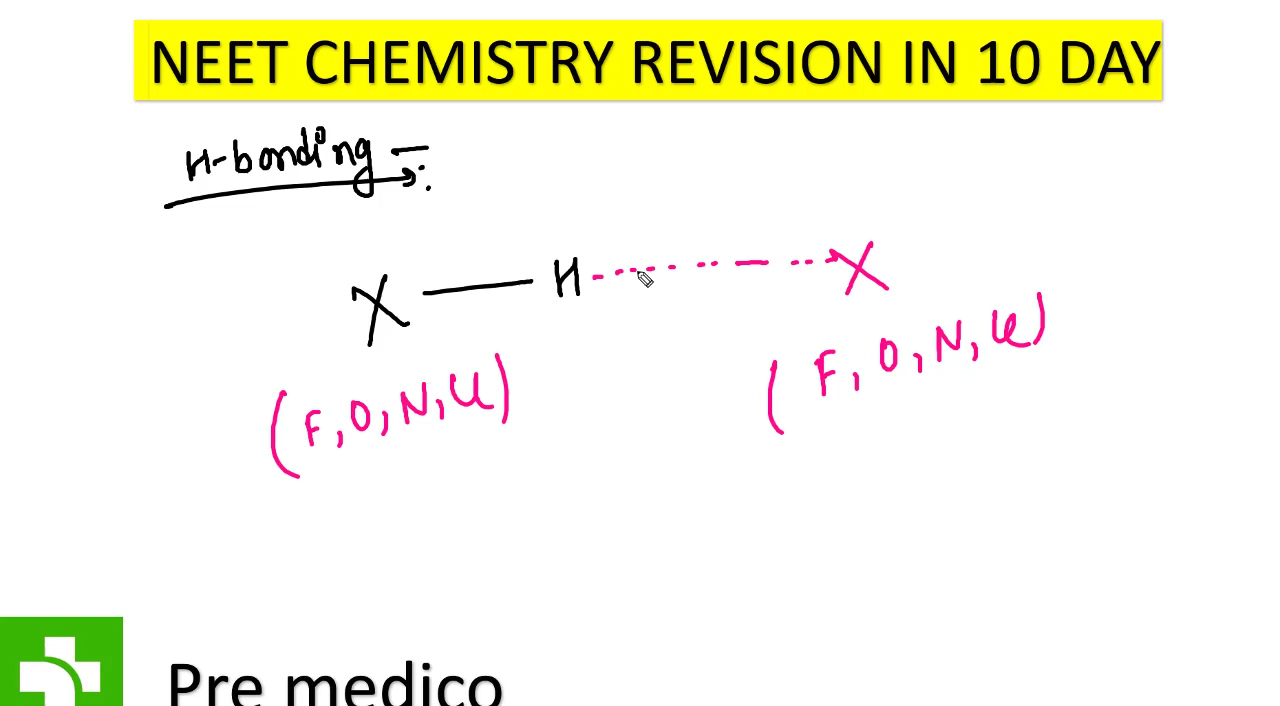 NEET CHEMISTRY REVISION IN 10 DAY
H-bonding -:
X — H ------- X
(F, O, N, Cl) (F, O, N, Cl)
Pre medico